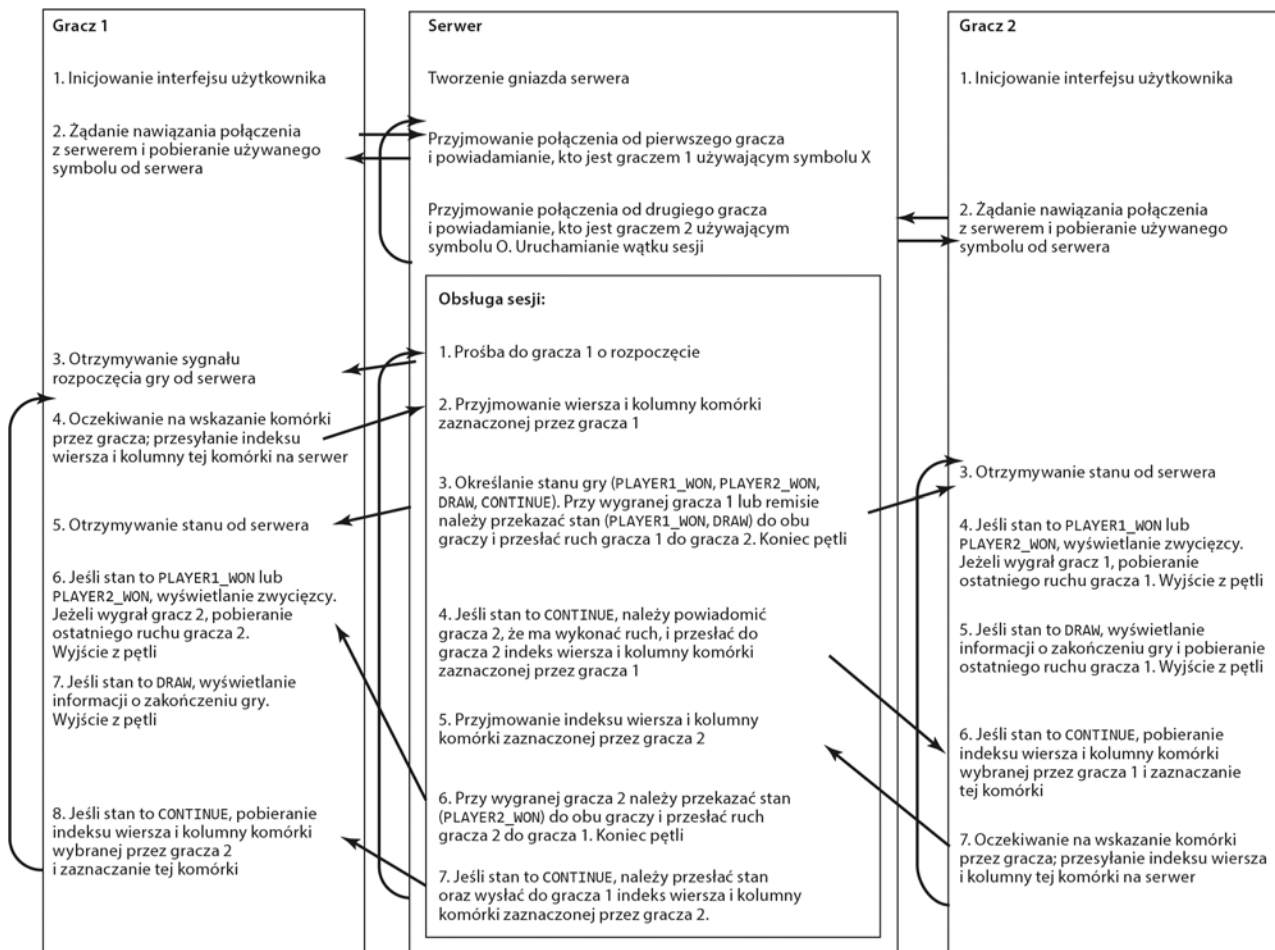 Gracz 1
1. Inicjowanie interfejsu użytkownika
2. Żądanie nawiązania połączenia
z serwerem i pobieranie używanego
symbolu od serwera
3. Otrzymywanie sygnału
rozpoczęcia gry od serwera
4. Oczekiwanie na wskazanie komórki
przez gracza; przesyłanie indeksu
wiersza i kolumny tej komórki na serwer
5. Otrzymywanie stanu od serwera
6. Jeśli stan to PLAYER1_WON lub
PLAYER2_WON, wyświetlanie zwycięzcy.
Jeżeli wygrał gracz 2, pobieranie
ostatniego ruchu gracza 2.
Wyjście z pętli
7. Jeśli stan to DRAW, wyświetlanie
informacji o zakończeniu gry.
Wyjście z pętli
8. Jeśli stan to CONTINUE, pobieranie
indeksu wiersza i kolumny komórki
wybranej przez gracza 2
i zaznaczanie tej komórki
Serwer
Tworzenie gniazda serwera
Przyjmowanie połączenia od pierwszego gracza
i powiadamianie, kto jest graczem 1 używającym symbolu X
Przyjmowanie połączenia od drugiego gracza
i powiadamianie, kto jest graczem 2 używającym
symbolu O. Uruchamianie wątku sesji
Obsługa sesji:
1. Prośba do gracza 1 o rozpoczęcie
2. Przyjmowanie wiersza i kolumny komórki
zaznaczonej przez gracza 1
3. Określanie stanu gry (PLAYER1_WON, PLAYER2_WON,
DRAW, CONTINUE). Przy wygranej gracza 1 lub remisie
należy przekazać stan (PLAYER1_WON, DRAW) do obu
graczy i przesłać ruch gracza 1 do gracza 2. Koniec pętli
4. Jeśli stan to CONTINUE, należy powiadomić
gracza 2, że ma wykonać ruch, i przesłać do
gracza 2 indeks wiersza i kolumny komórki
zaznaczonej przez gracza 1
5. Przyjmowanie indeksu wiersza i kolumny
komórki zaznaczonej przez gracza 2
6. Przy wygranej gracza 2 należy przekazać stan
(PLAYER2_WON) do obu graczy i przesłać ruch
gracza 2 do gracza 1. Koniec pętli
7. Jeśli stan to CONTINUE, należy przesłać stan
oraz wysłać do gracza 1 indeks wiersza i kolumny
komórki zaznaczonej przez gracza 2.
Gracz 2
1. Inicjowanie interfejsu użytkownika
2. Żądanie nawiązania połączenia
z serwerem i pobieranie używanego
symbolu od serwera
3. Otrzymywanie stanu od serwera
4. Jeśli stan to PLAYER1_WON lub
PLAYER2_WON, wyświetlanie zwycięzcy.
Jeżeli wygrał gracz 1, pobieranie
ostatniego ruchu gracza 1. Wyjście z pętli
5. Jeśli stan to DRAW, wyświetlanie
informacji o zakończeniu gry i pobieranie
ostatniego ruchu gracza 1. Wyjście z pętli
6. Jeśli stan to CONTINUE, pobieranie
indeksu wiersza i kolumny komórki
wybranej przez gracza 1 i zaznaczanie
tej komórki
7. Oczekiwanie na wskazanie komórki
przez gracza; przesyłanie indeksu wiersza
i kolumny tej komórki na serwer